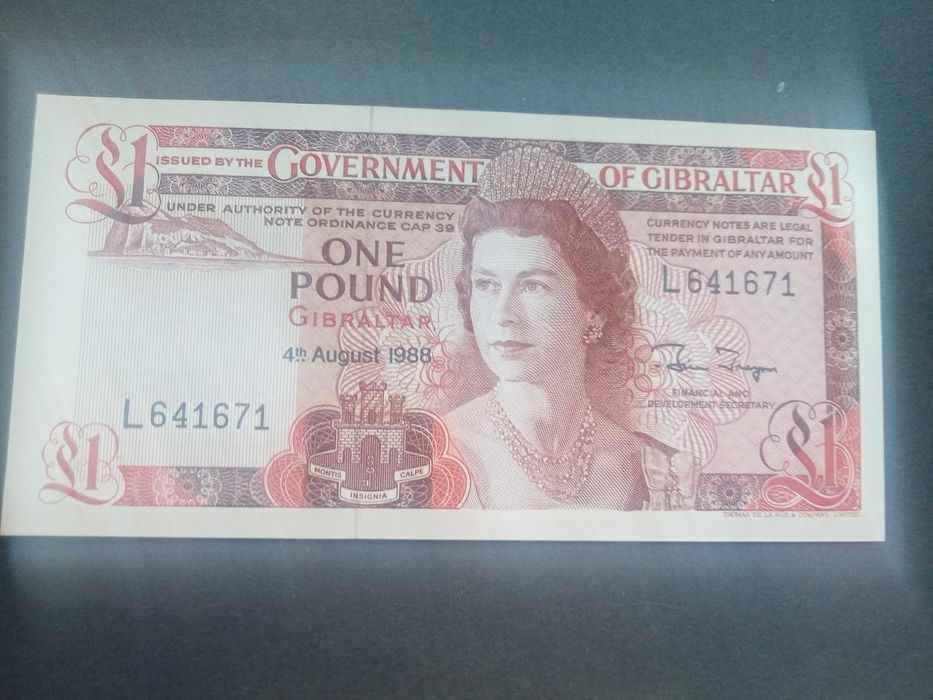 £1
ISSUED BY THE GOVERNMENT OF GIBRALTAR
£1
UNDER AUTHORITY OF THE CURRENCY
NOTE ORDINANCE CAP 39
CURRENCY NOTES ARE LEGAL
TENDER IN GIBRALTAR FOR
THE PAYMENT OF ANY AMOUNT
ONE
POUND
GIBRALTAR
L641671
4th August 1988
FINANCIAL AND
DEVELOPMENT SECRETARY
L641671
MONTIS INSIGNIA CALPE
£1
£1
THOMAS DE LA RUE & COMPANY, LIMITED